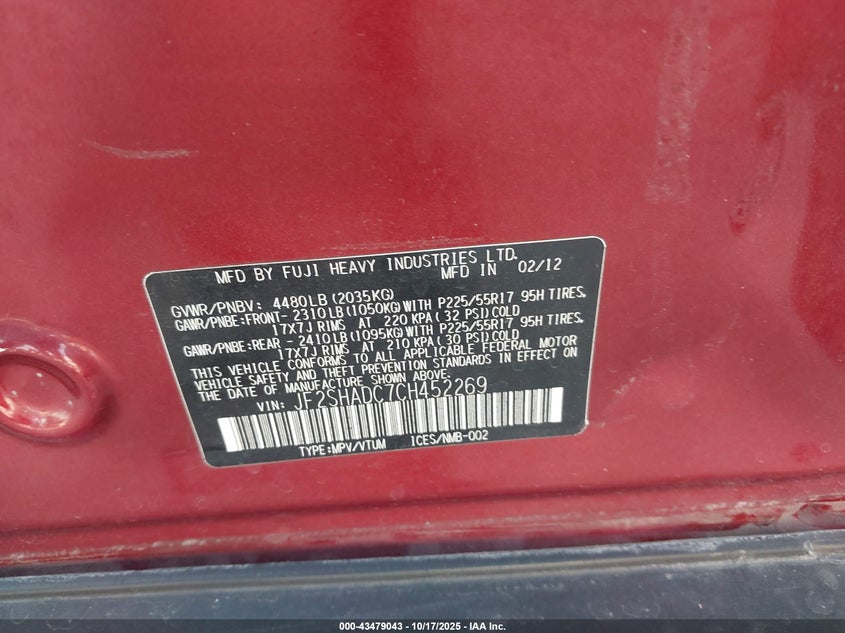 MFD BY FUJI HEAVY INDUSTRIES LTD.
MFD IN 02/12
GVWR/PNBV: 4480LB(2035KG)
GAWR/PNBE:FRONT- 2310LB(1050KG)WITH P225/55R17 95H TIRES.
17X7J RIMS AT 220 KPA(32 PSI)COLD
GAWR/PNBE:REAR - 2410LB(1095KG)WITH P225/55R17 95H TIRES.
17X7J RIMS AT 210 KPA(30 PSI)COLD
THIS VEHICLE CONFORMS TO ALL APPLICABLE FEDERAL MOTOR
VEHICLE SAFETY AND THEFT PREVENTION STANDARDS IN EFFECT ON
THE DATE OF MANUFACTURE SHOWN ABOVE.
VIN: JF2SHADC7CH452269
TYPE:MPV/VTUM ICES/NMB-002
000-43479043 - 10/17/2025 - IAA Inc.